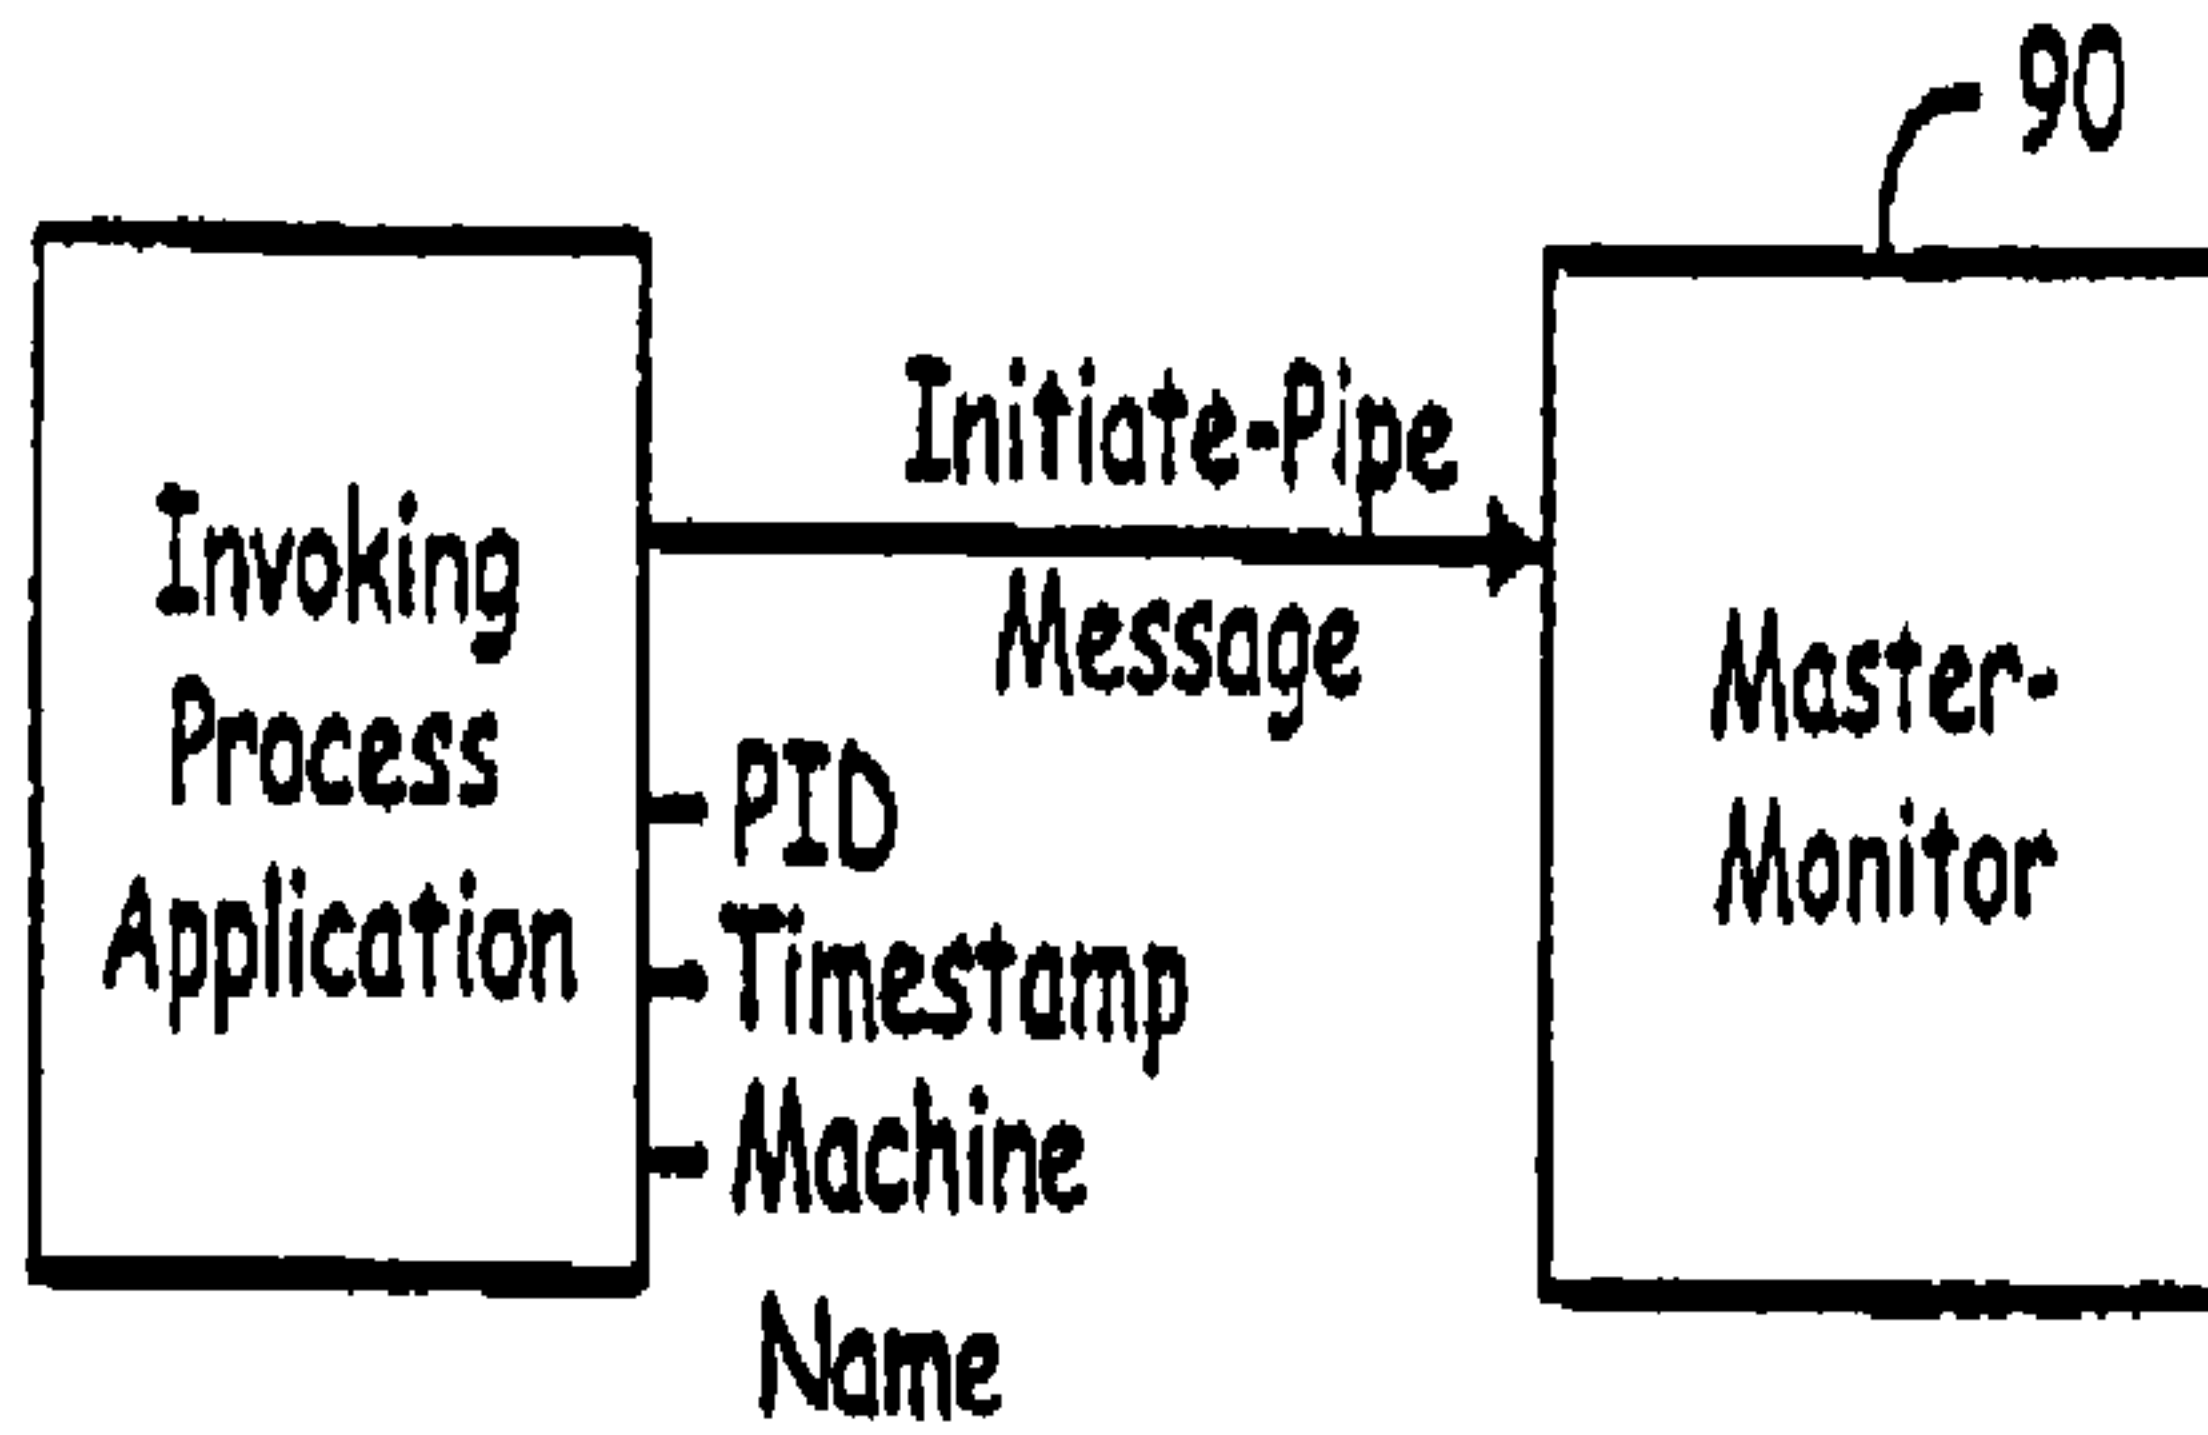 90
Initiate-Pipe
Message
Invoking
Process
Application
PID
Timestamp
Machine
Name
Master-
Monitor